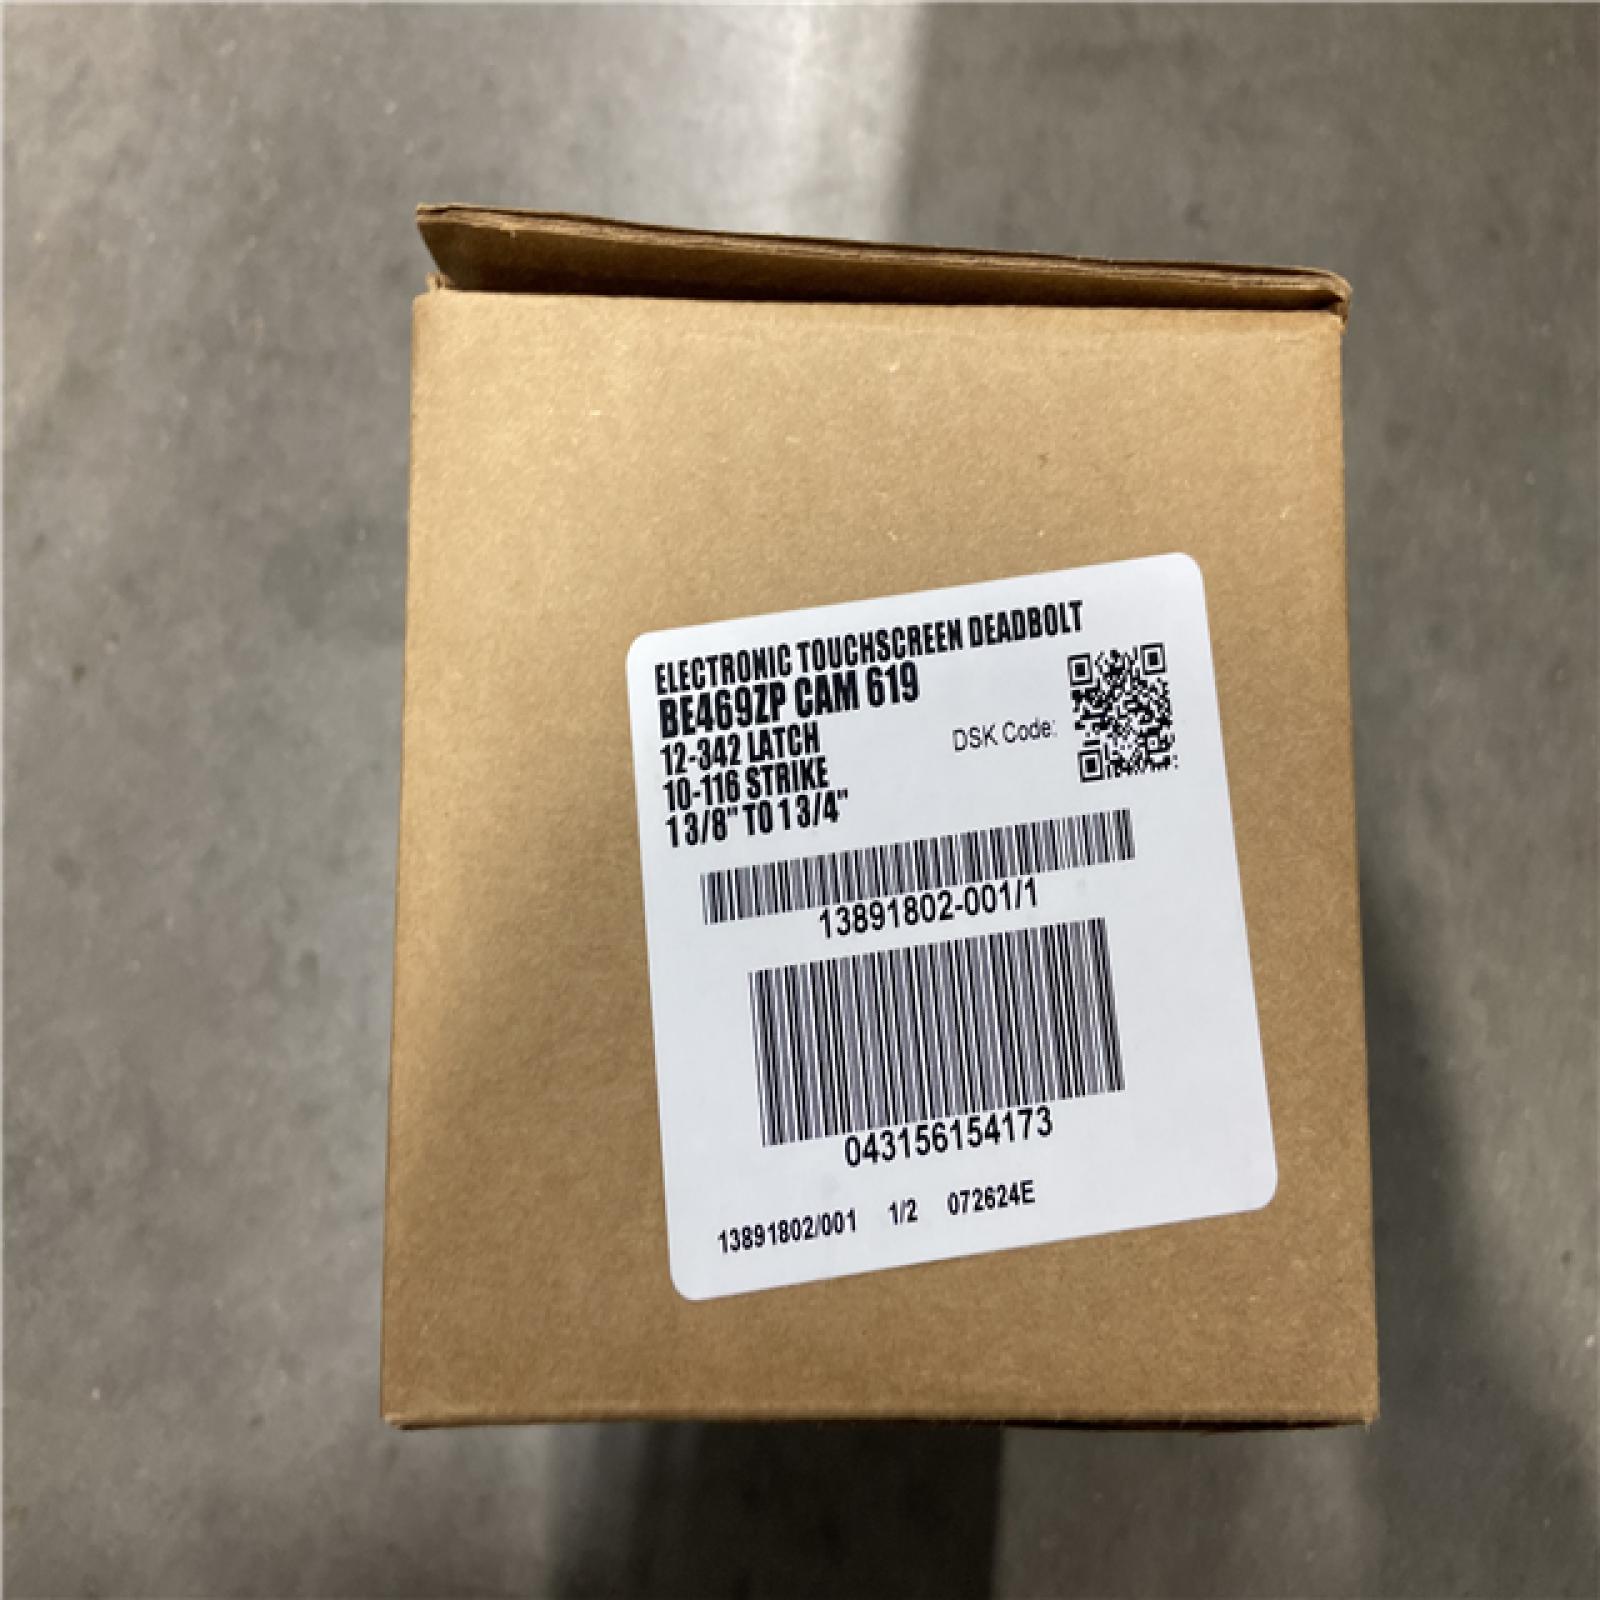 ELECTRONIC TOUCHSCREEN DEADBOLT
BE469ZP CAM 619
12-342 LATCH
10-116 STRIKE
1 3/8" TO 1 3/4"
DSK Code:
13891802-001/1
043156154173
13891802/001 1/2 072624E